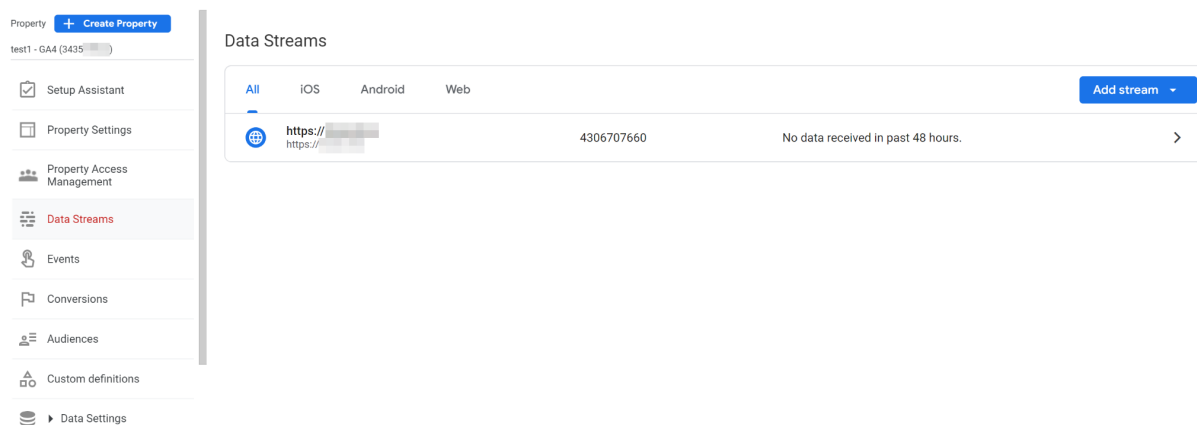 Property + Create Property
test1 - GA4 (3435 )
Setup Assistant
Property Settings
Property Access
Management
Data Streams
Events
Conversions
Audiences
Custom definitions
Data Settings
Data Streams
All iOS Android Web
Add stream
https://
https://
4306707660
No data received in past 48 hours.